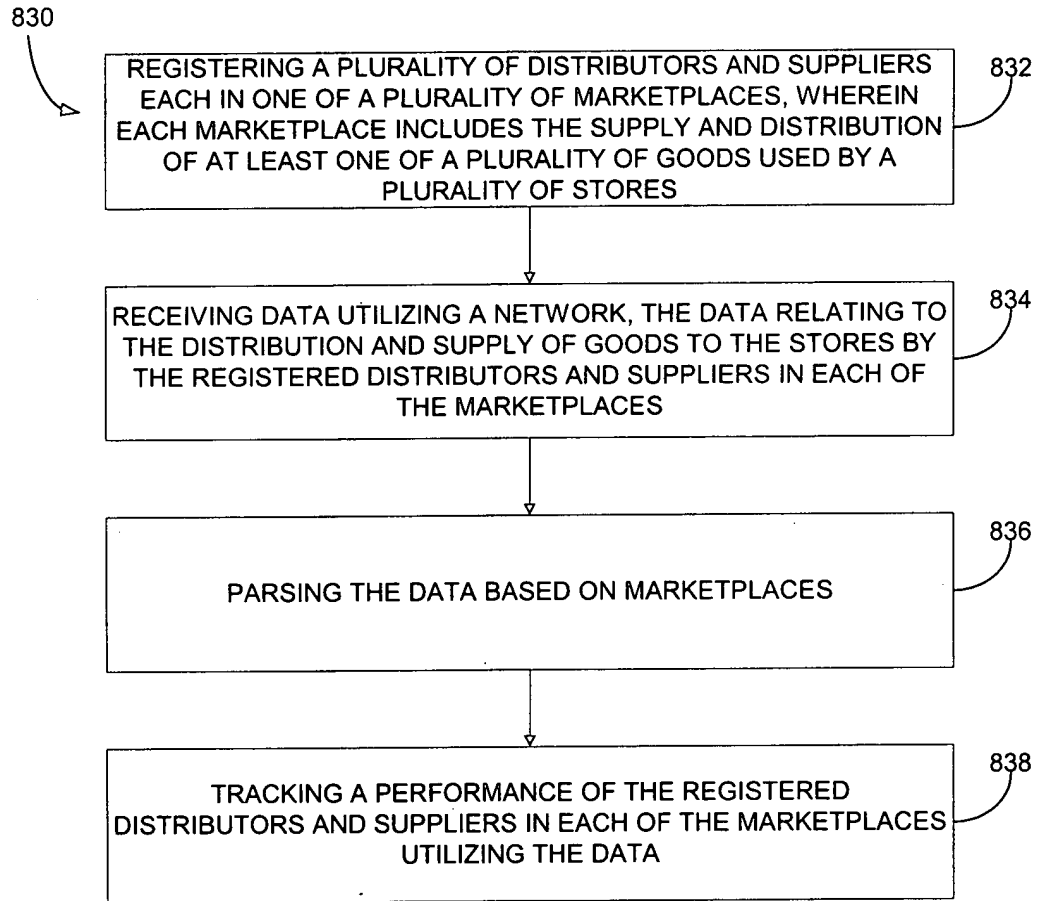 830
REGISTERING A PLURALITY OF DISTRIBUTORS AND SUPPLIERS
EACH IN ONE OF A PLURALITY OF MARKETPLACES, WHEREIN
EACH MARKETPLACE INCLUDES THE SUPPLY AND DISTRIBUTION
OF AT LEAST ONE OF A PLURALITY OF GOODS USED BY A
PLURALITY OF STORES
832
RECEIVING DATA UTILIZING A NETWORK, THE DATA RELATING TO
THE DISTRIBUTION AND SUPPLY OF GOODS TO THE STORES BY
THE REGISTERED DISTRIBUTORS AND SUPPLIERS IN EACH OF
THE MARKETPLACES
834
PARSING THE DATA BASED ON MARKETPLACES
836
TRACKING A PERFORMANCE OF THE REGISTERED
DISTRIBUTORS AND SUPPLIERS IN EACH OF THE MARKETPLACES
UTILIZING THE DATA
838